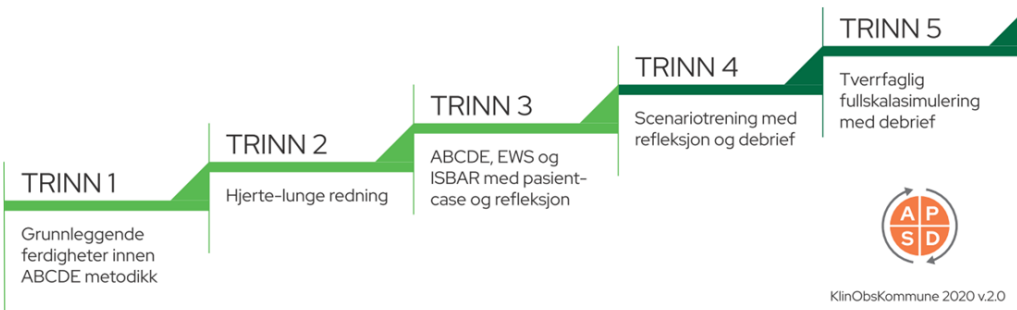 TRINN 1
Grunnleggende
ferdigheter innen
ABCDE metodikk
TRINN 2
Hjerte-lunge redning
TRINN 3
ABCDE, EWS og
ISBAR med pasient-
case og refleksjon
TRINN 4
Scenariotrening med
refleksjon og debrief
TRINN 5
Tverrfaglig
fullskalasimulering
med debrief
A P
S D
KlinObsKommune 2020 v.2.0